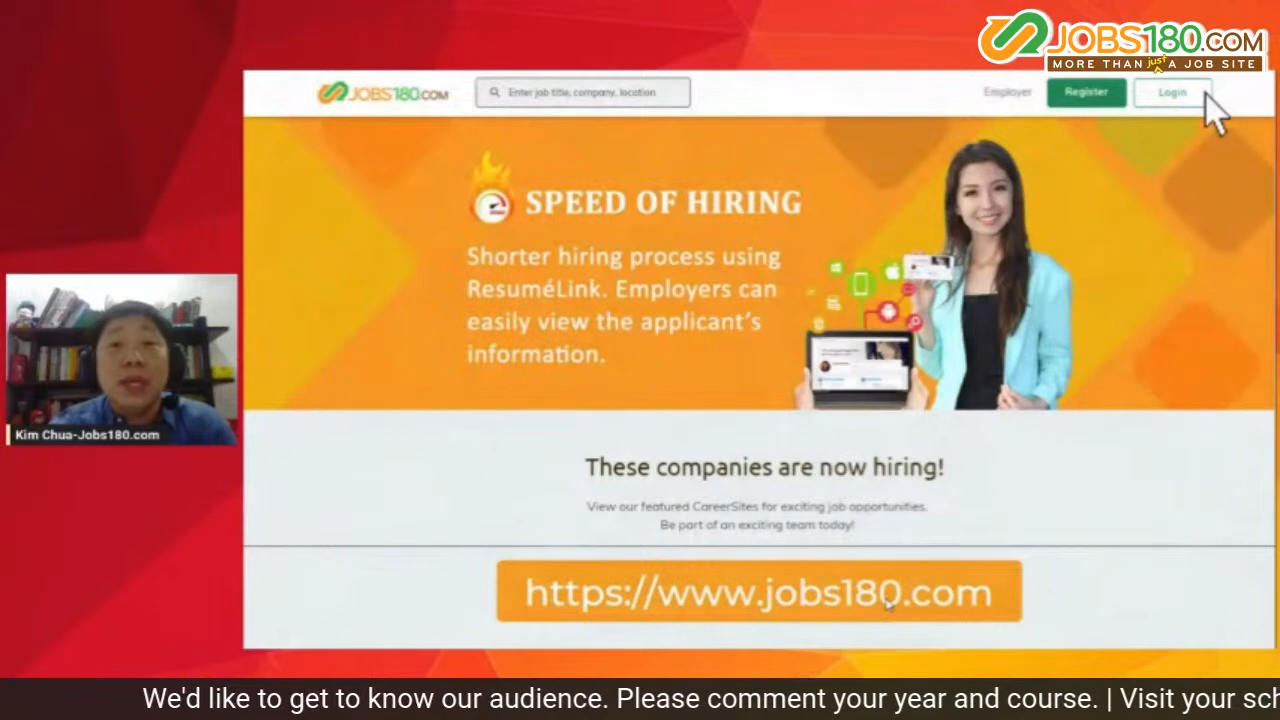 JOBS180.COM
MORE THAN just A JOB SITE
JOBS180.COM
Enter job title, company, location
Employer
Register
Login
SPEED OF HIRING
Shorter hiring process using
ResuméLink. Employers can
easily view the applicant's
information.
Kim Chua-Jobs180.com
These companies are now hiring!
View our featured CareerSites for exciting job opportunities.
Be part of an exciting team today!
https://www.jobs180.com
We'd like to get to know our audience. Please comment your year and course. | Visit your sch